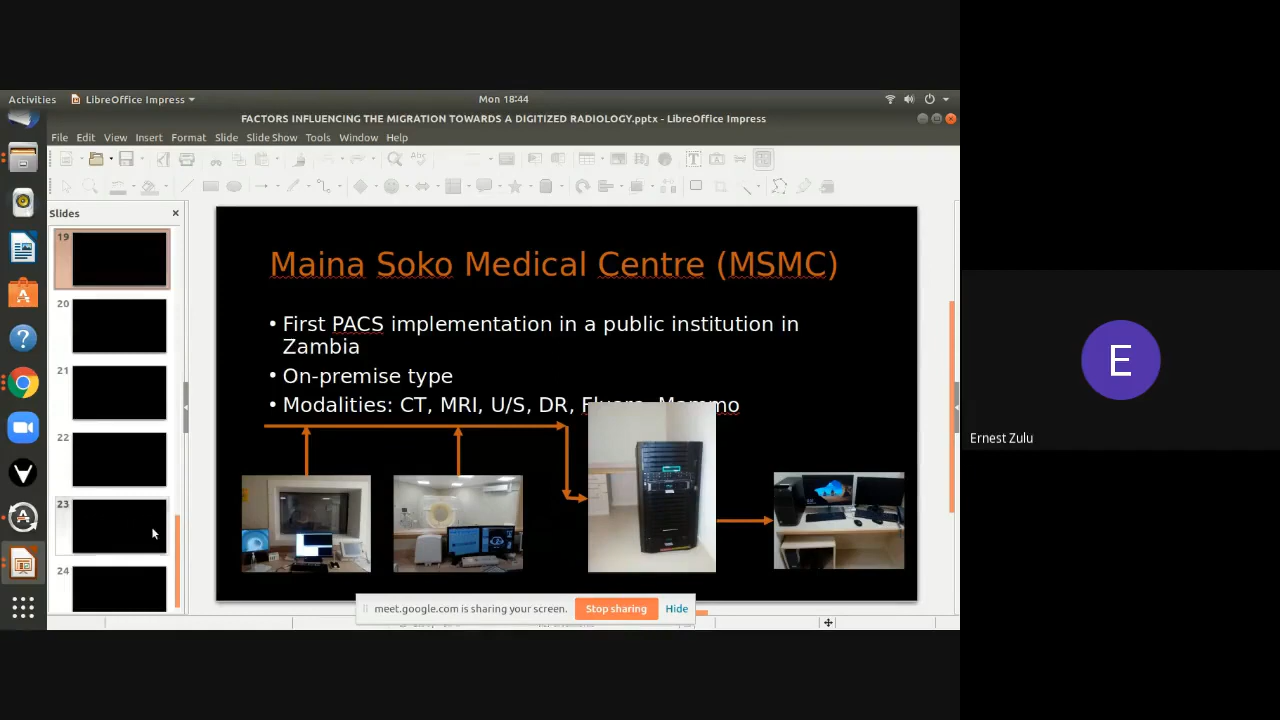 Activities
LibreOffice Impress
Mon 18:44
FACTORS INFLUENCING THE MIGRATION TOWARDS A DIGITIZED RADIOLOGY.pptx - LibreOffice Impress
File Edit View Insert Format Slide Slide Show Tools Window Help
Slides
19
20
21
22
23
24
Maina Soko Medical Centre (MSMC)
• First PACS implementation in a public institution in
Zambia
• On-premise type
• Modalities: CT, MRI, U/S, DR, Fluoro, Mammo
meet.google.com is sharing your screen.
Stop sharing
Hide
E
Ernest Zulu